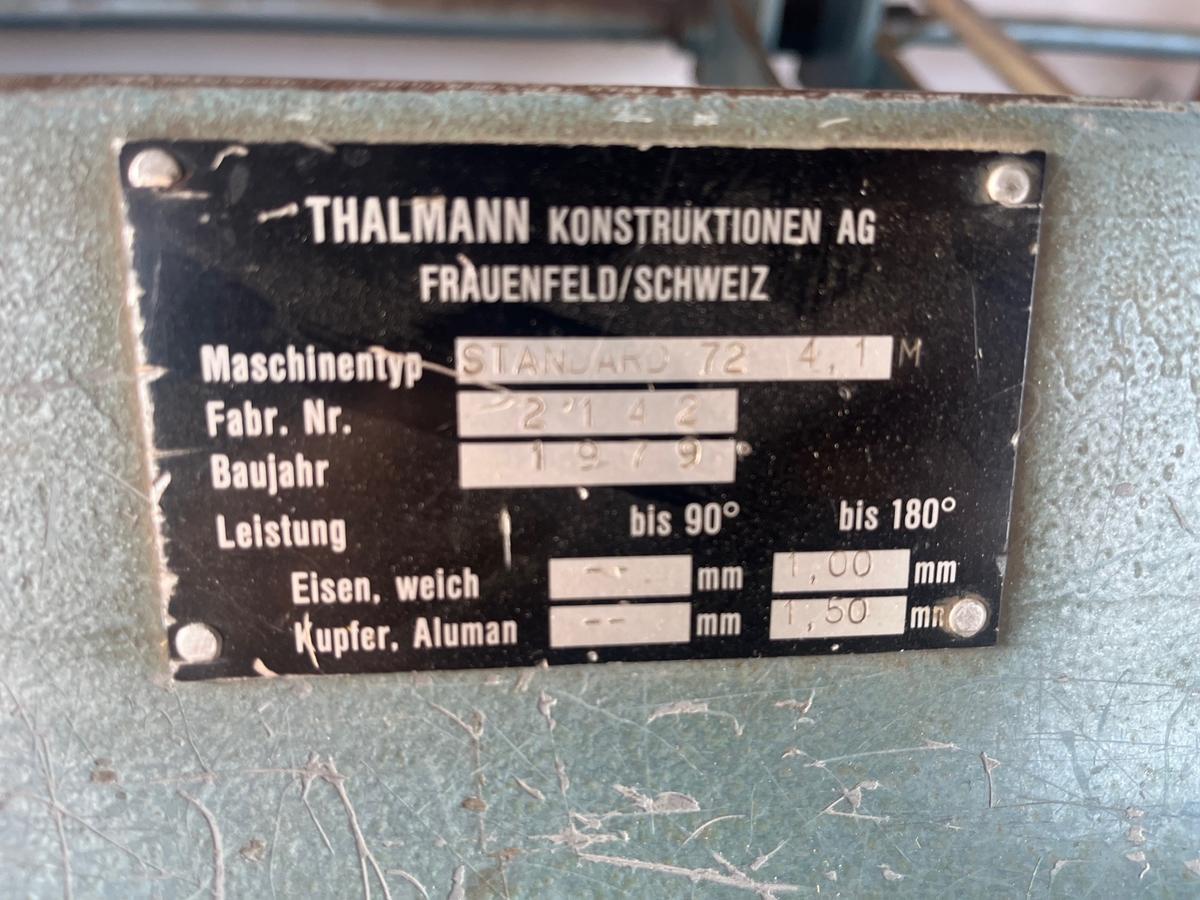 THALMANN KONSTRUKTIONEN AG
FRAUENFELD/SCHWEIZ
Maschinentyp STANDARD 72 4,1 M
Fabr. Nr. 2142
Baujahr 1979
Leistung bis 90° bis 180°
Eisen, weich -- mm 1,00 mm
Kupfer, Aluman -- mm 1,50 mm